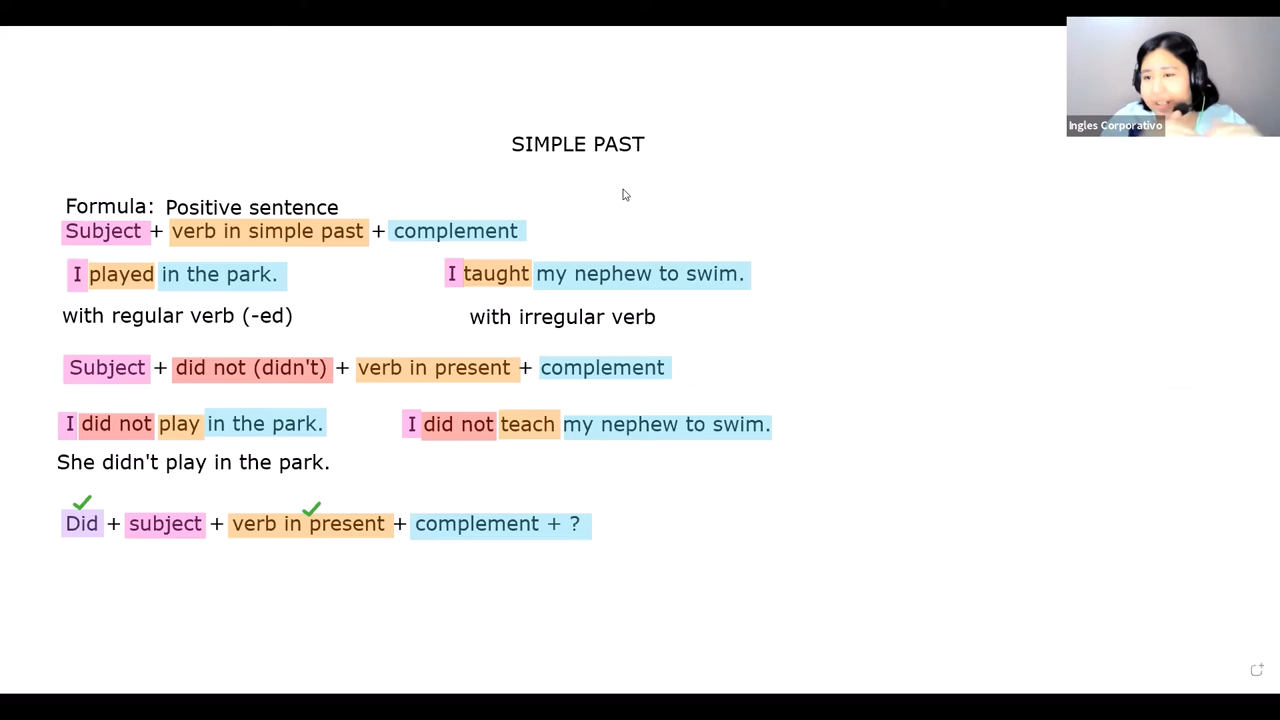 Ingles Corporativo
SIMPLE PAST
Formula: Positive sentence
Subject + verb in simple past + complement
I played in the park. I taught my nephew to swim.
with regular verb (-ed) with irregular verb
Subject + did not (didn't) + verb in present + complement
I did not play in the park. I did not teach my nephew to swim.
She didn't play in the park.
Did + subject + verb in present + complement + ?